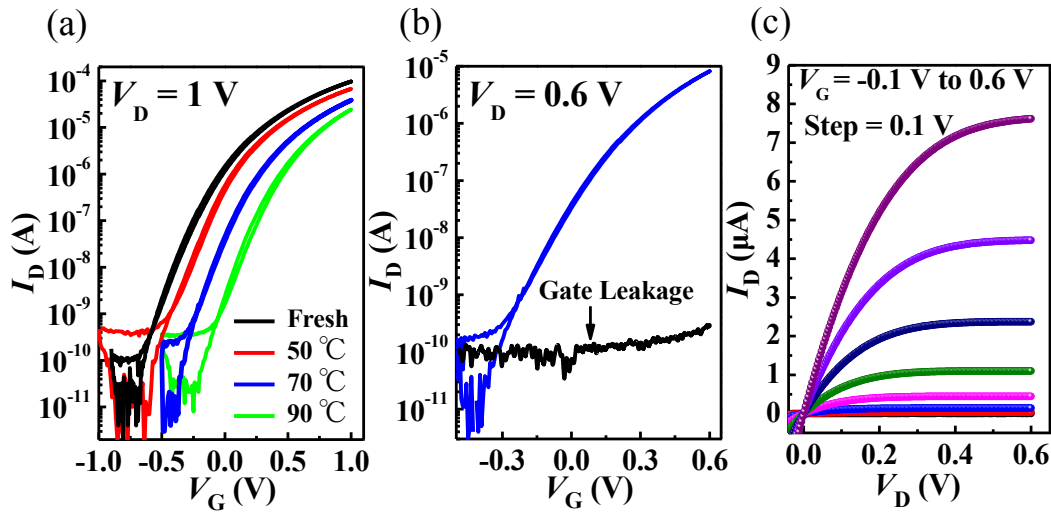 (a)
V_D = 1 V
10^-4
10^-5
10^-6
10^-7
10^-8
10^-9
10^-10
10^-11
I_D (A)
Fresh
50 ℃
70 ℃
90 ℃
-1.0 -0.5 0.0 0.5 1.0
V_G (V)
(b)
V_D = 0.6 V
10^-5
10^-6
10^-7
10^-8
10^-9
10^-10
10^-11
I_D (A)
Gate Leakage
-0.3 0.0 0.3 0.6
V_G (V)
(c)
V_G = -0.1 V to 0.6 V
Step = 0.1 V
9
8
7
6
5
4
3
2
1
0
I_D (μA)
0.0 0.2 0.4 0.6
V_D (V)